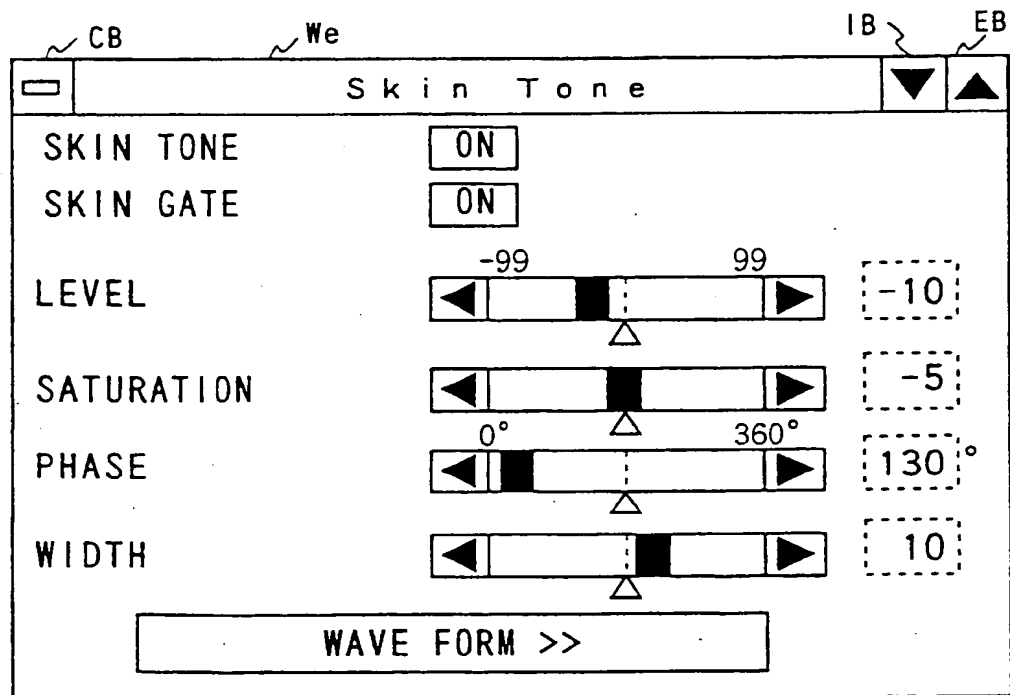 CB We IB EB
Skin Tone
SKIN TONE ON
SKIN GATE ON
-99 99
LEVEL -10
SATURATION -5
0° 360°
PHASE 130°
WIDTH 10
WAVE FORM >>